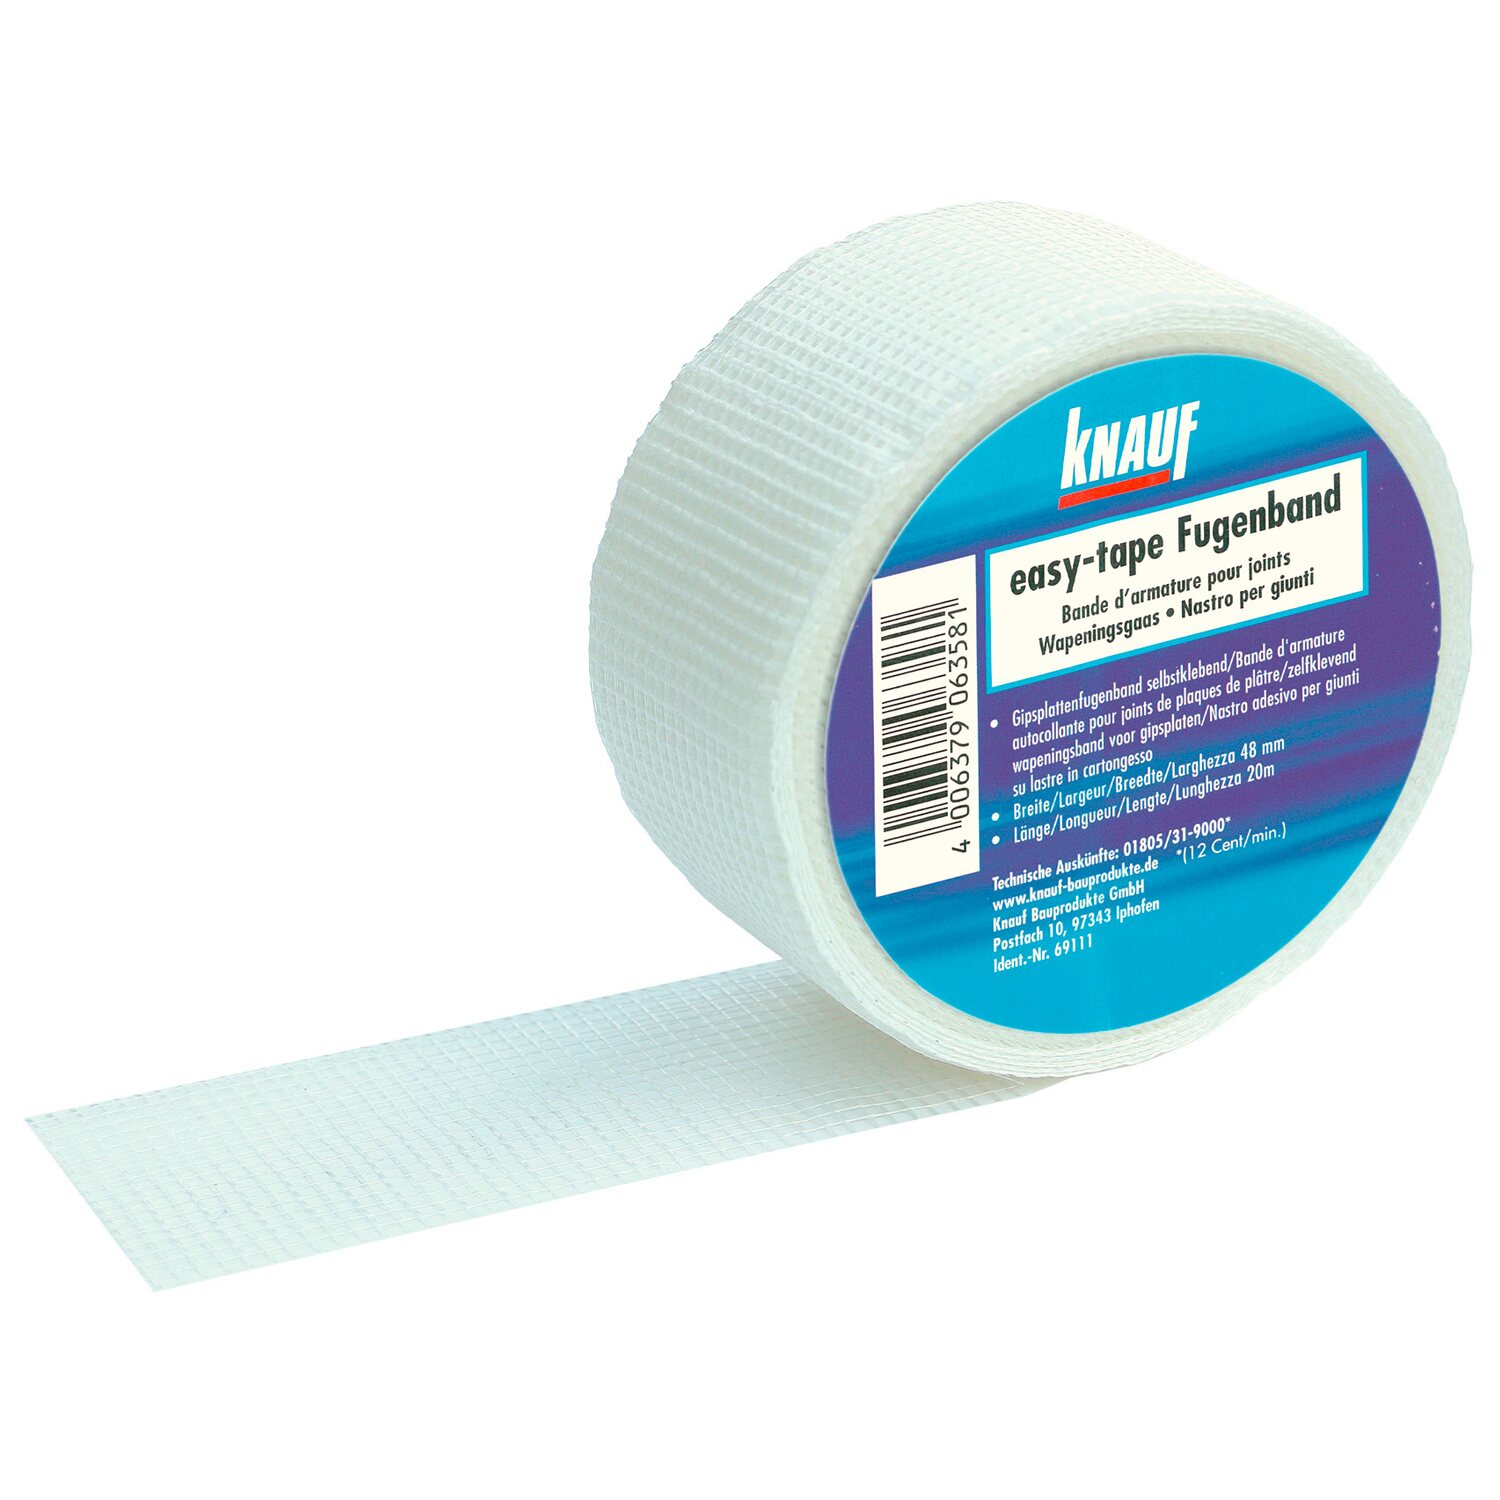 KNAUF
easy-tape Fugenband
Bande d'armature pour joints
Wapeningsgaas • Nastro per giunti
• Gipsplattenfugenband selbstklebend/Bande d'armature
autocollante pour joints de plaques de plâtre/zelfklevend
wapeningsband voor gipsplaten/Nastro adesivo per giunti
su lastre in cartongesso
• Breite/Largeur/Breedte/Larghezza 48 mm
• Länge/Longueur/Lengte/Lunghezza 20m
Technische Auskünfte: 01805/31-9000*
www.knauf-bauprodukte.de *(12 Cent/min.)
Knauf Bauprodukte GmbH
Postfach 10, 97343 Iphofen
Ident.-Nr. 69111
4 006379 063581